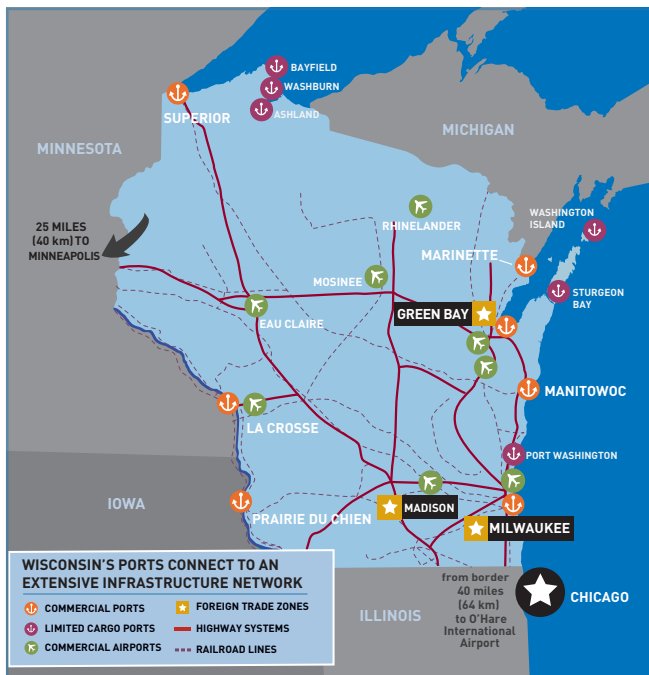 BAYFIELD
WASHBURN
ASHLAND
SUPERIOR
MICHIGAN
MINNESOTA
WASHINGTON
ISLAND
RHINELANDER
25 MILES
(40 km) TO
MINNEAPOLIS
MARINETTE
MOSINEE
STURGEON
BAY
GREEN BAY
EAU CLAIRE
MANITOWOC
LA CROSSE
PORT WASHINGTON
IOWA
PRAIRIE DU CHIEN
MADISON
MILWAUKEE
WISCONSIN'S PORTS CONNECT TO AN
EXTENSIVE INFRASTRUCTURE NETWORK
COMMERCIAL PORTS
FOREIGN TRADE ZONES
LIMITED CARGO PORTS
HIGHWAY SYSTEMS
COMMERCIAL AIRPORTS
RAILROAD LINES
ILLINOIS
from border
40 miles
(64 km)
to O'Hare
International
Airport
CHICAGO